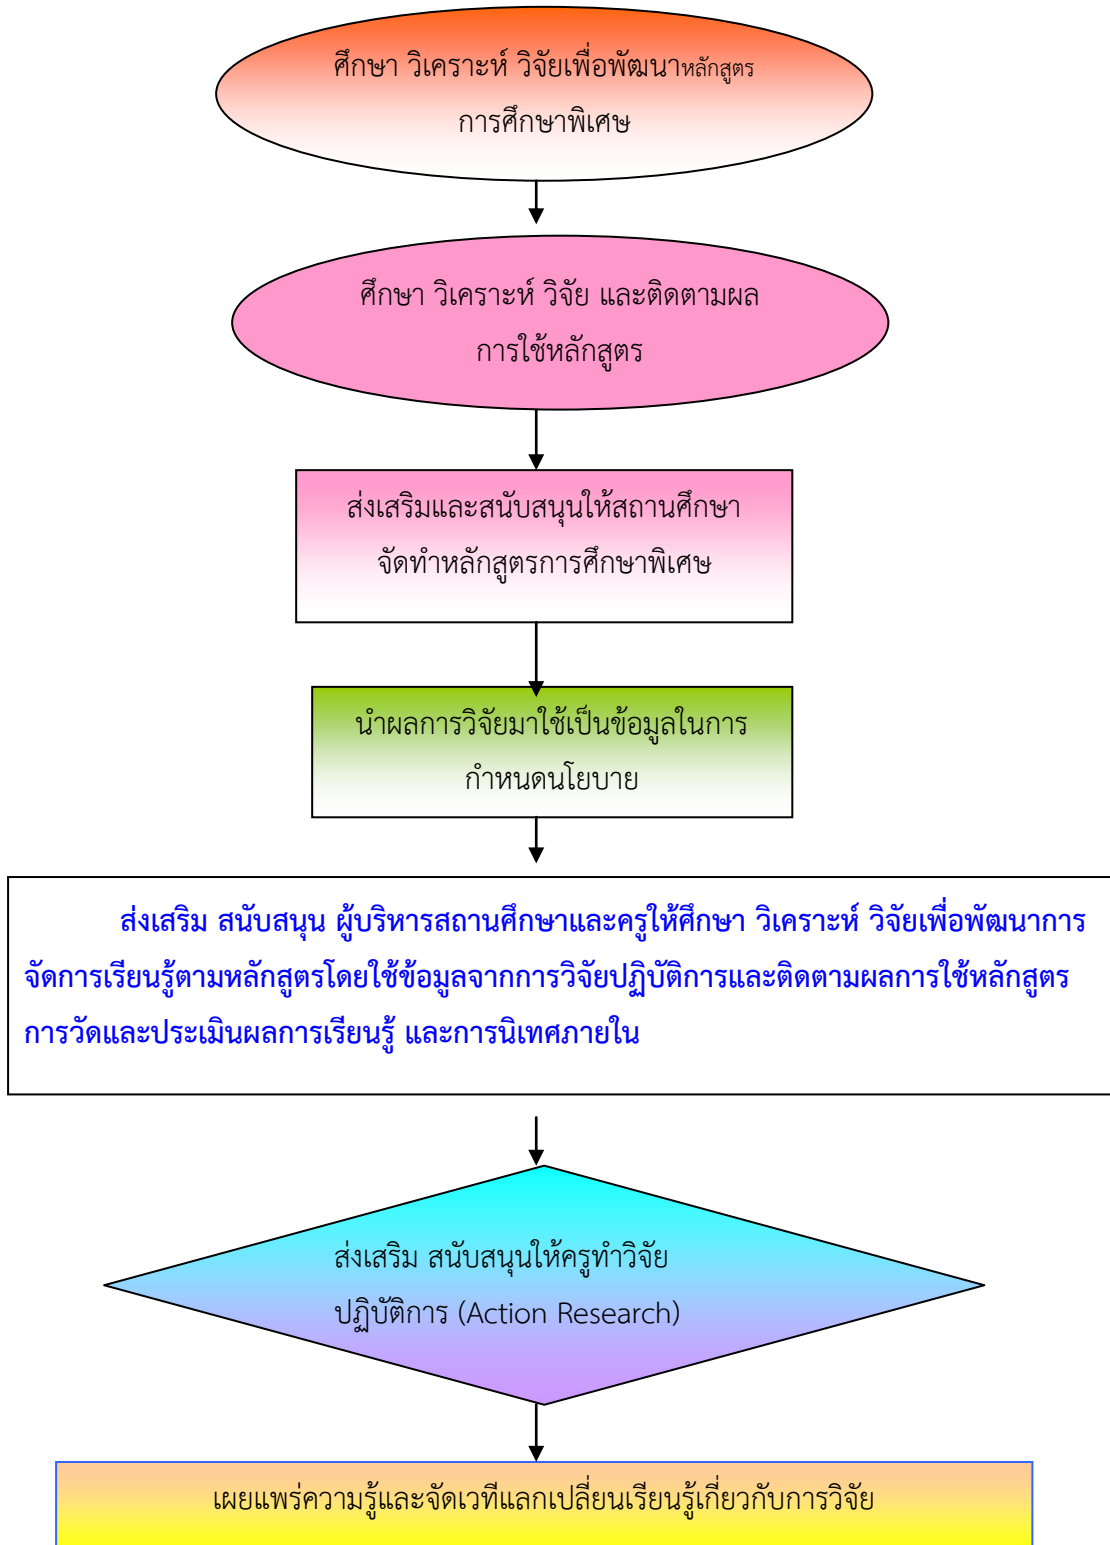 ศึกษา วิเคราะห์ วิจัยเพื่อพัฒนาหลักสูตร
การศึกษาพิเศษ
ศึกษา วิเคราะห์ วิจัย และติดตามผล
การใช้หลักสูตร
ส่งเสริมและสนับสนุนให้สถานศึกษา
จัดทำหลักสูตรการศึกษาพิเศษ
นำผลการวิจัยมาใช้เป็นข้อมูลในการ
กำหนดนโยบาย
ส่งเสริม สนับสนุน ผู้บริหารสถานศึกษาและครูให้ศึกษา วิเคราะห์ วิจัยเพื่อพัฒนาการ
จัดการเรียนรู้ตามหลักสูตรโดยใช้ข้อมูลจากการวิจัยปฏิบัติการและติดตามผลการใช้หลักสูตร
การวัดและประเมินผลการเรียนรู้ และการนิเทศภายใน
ส่งเสริม สนับสนุนให้ครูทำวิจัย
ปฏิบัติการ (Action Research)
เผยแพร่ความรู้และจัดเวทีแลกเปลี่ยนเรียนรู้เกี่ยวกับการวิจัย